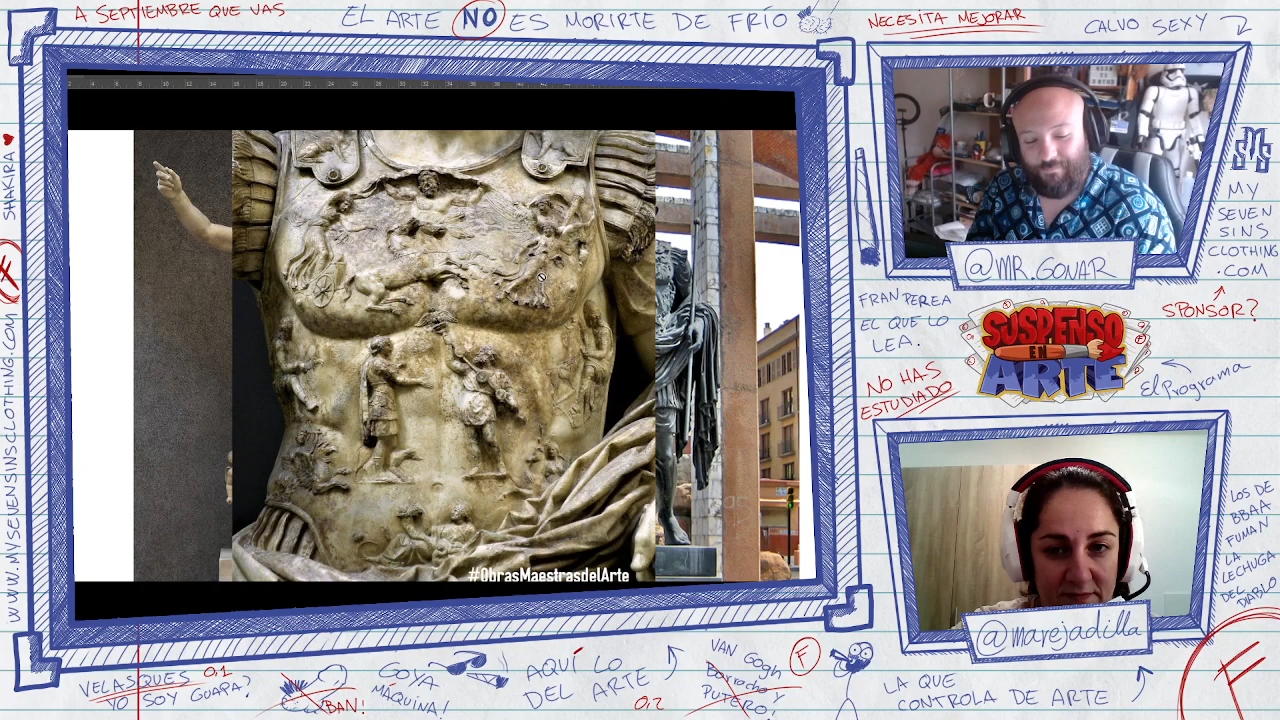 A SEPTIEMBRE QUE VAS
EL ARTE NO ES MORIRTE DE FRÍO
NECESITA MEJORAR
CALVO SEXY
WWW.MYSEVENSINSCLOTHING.COM
SHAKIRA
F
@MR.GONAR
MY
SEVEN
SINS
CLOTHING
.COM
SPONSOR?
FRAN PEREA
EL QUE LO
LEA.
SUSPENSO
EN
ARTE
El Programa
NO HAS
ESTUDIADO
#ObrasMaestrasdelArte
@marejadilla
LOS DE
BBAA
FUMAN
LA
LECHUGA
DEL
DIABLO
VELASQUES 0,1
YO SOY GUAPA?
BAN!
GOYA
MÁQUINA!
AQUÍ LO
DEL ARTE
0,2
VAN GOGH
Borracho y
PUTERO!
F
LA QUE
CONTROLA DE ARTE
F